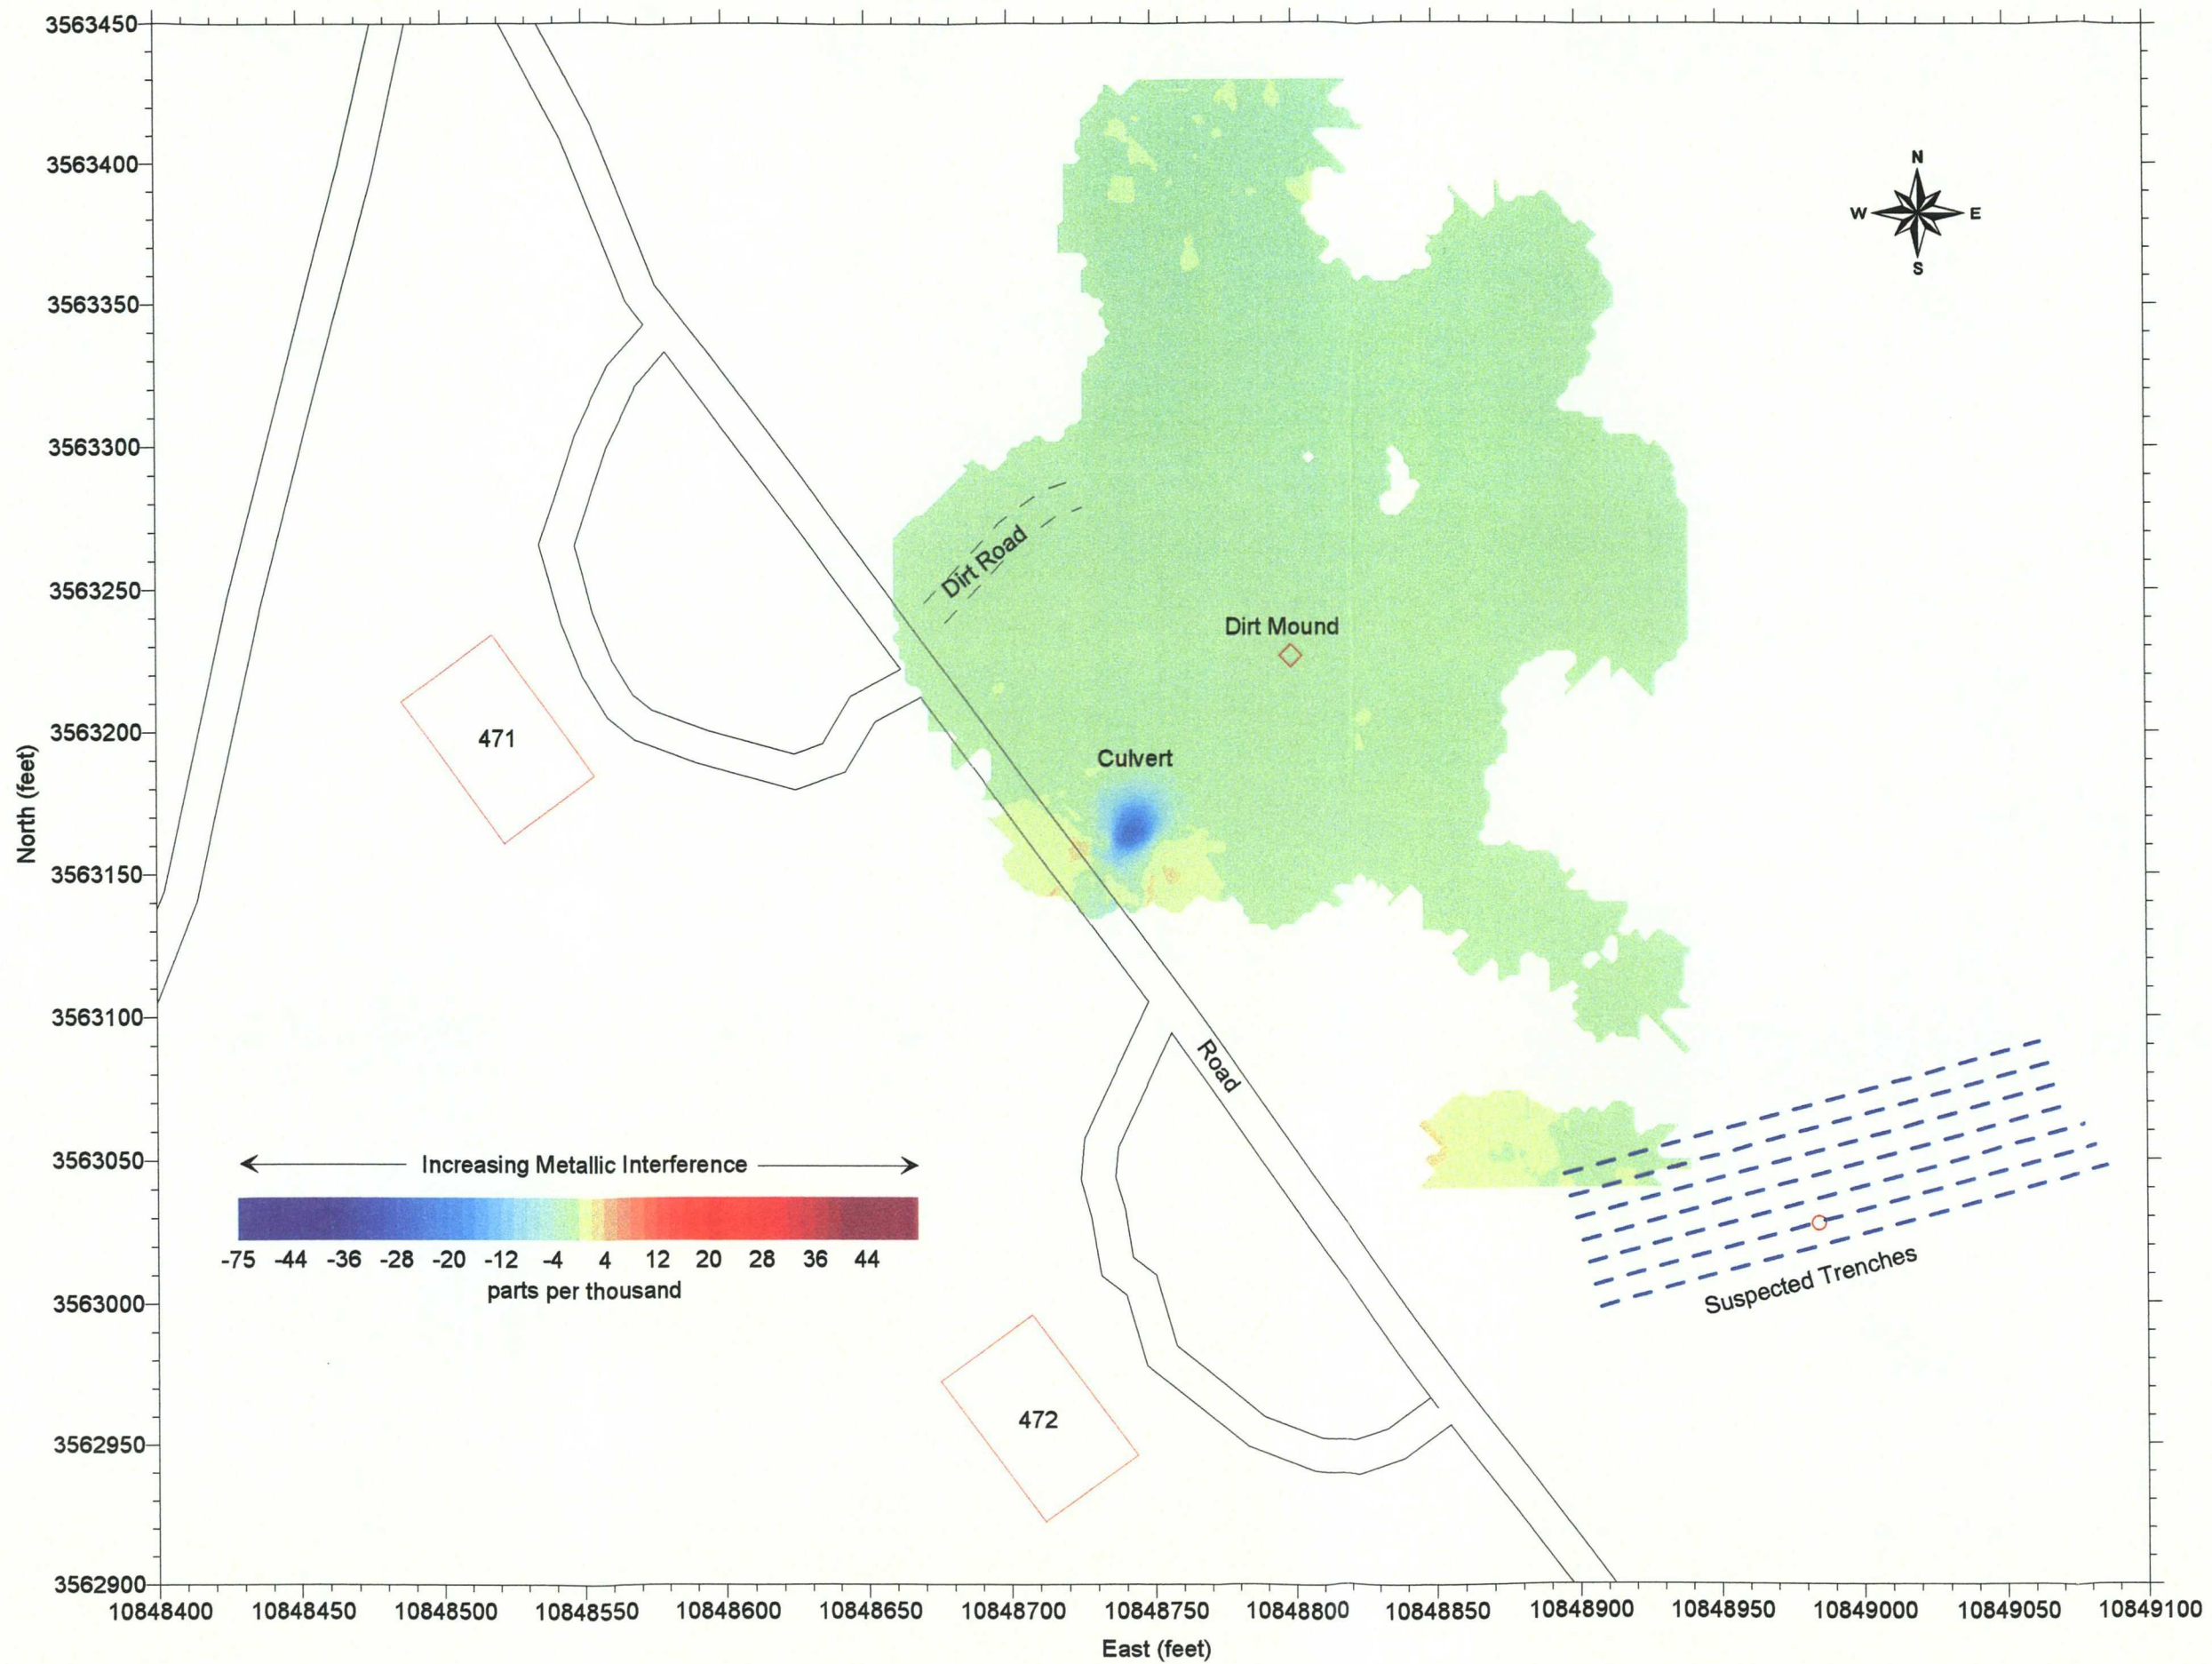 3563450
3563400
3563350
3563300
3563250
3563200
3563150
3563100
3563050
3563000
3562950
3562900
North (feet)
N
W E
S
Dirt Road
Dirt Mound
471
Culvert
Road
Increasing Metallic Interference
-75 -44 -36 -28 -20 -12 -4 4 12 20 28 36 44
parts per thousand
Suspected Trenches
472
10848400 10848450 10848500 10848550 10848600 10848650 10848700 10848750 10848800 10848850 10848900 10848950 10849000 10849050 10849100
East (feet)